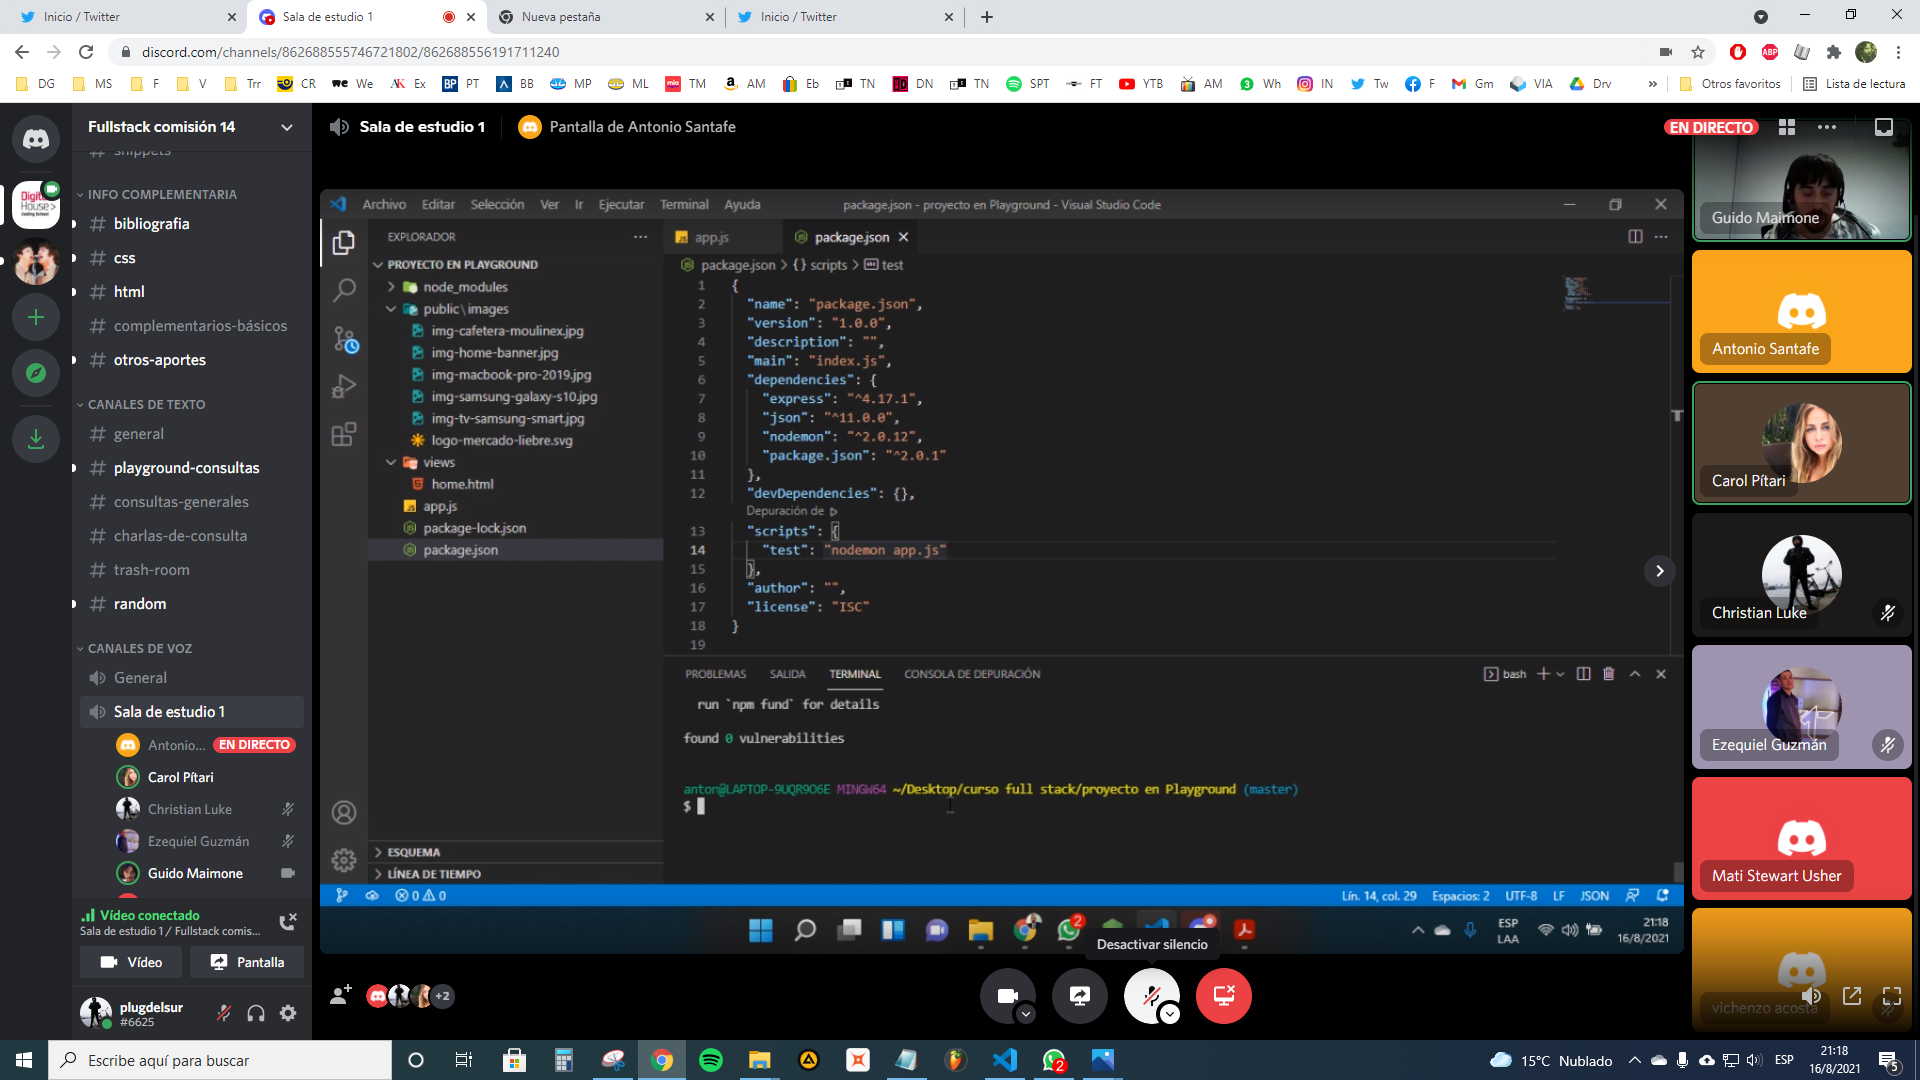 Inicio / Twitter
Sala de estudio 1
Nueva pestaña
Inicio / Twitter
discord.com/channels/862688555746721802/862688556191711240
DG MS F V Trr CR We Ex PT BB MP ML TM AM Eb TN DN TN SPT FT YTB AM Wh IN Tw F Gm VIA Drv » Otros favoritos Lista de lectura
Fullstack comisión 14
snippets
INFO COMPLEMENTARIA
bibliografia
css
html
complementarios-básicos
otros-aportes
CANALES DE TEXTO
general
playground-consultas
consultas-generales
charlas-de-consulta
trash-room
random
CANALES DE VOZ
General
Sala de estudio 1
Antonio... EN DIRECTO
Carol Pítari
Christian Luke
Ezequiel Guzmán
Guido Maimone
Vídeo conectado
Sala de estudio 1 / Fullstack comis...
Vídeo
Pantalla
plugdelsur
#6625
Sala de estudio 1
Pantalla de Antonio Santafe
EN DIRECTO
Archivo Editar Selección Ver Ir Ejecutar Terminal Ayuda
package.json - proyecto en Playground - Visual Studio Code
EXPLORADOR
PROYECTO EN PLAYGROUND
node_modules
public\images
img-cafetera-moulinex.jpg
img-home-banner.jpg
img-macbook-pro-2019.jpg
img-samsung-galaxy-s10.jpg
img-tv-samsung-smart.jpg
logo-mercado-liebre.svg
views
home.html
app.js
package-lock.json
package.json
ESQUEMA
LÍNEA DE TIEMPO
app.js
package.json
package.json > {} scripts > test
1 {
2 "name": "package.json",
3 "version": "1.0.0",
4 "description": "",
5 "main": "index.js",
6 "dependencies": {
7 "express": "^4.17.1",
8 "json": "^11.0.0",
9 "nodemon": "^2.0.12",
10 "package.json": "^2.0.1"
11 },
12 "devDependencies": {},
Depuración de
13 "scripts": {
14 "test": "nodemon app.js"
15 },
16 "author": "",
17 "license": "ISC"
18 }
19
PROBLEMAS SALIDA TERMINAL CONSOLA DE DEPURACIÓN
bash
run `npm fund` for details
found 0 vulnerabilities
anton@LAPTOP-9UQR9O6E MINGW64 ~/Desktop/curso full stack/proyecto en Playground (master)
$
0 0
Lín. 14, col. 29 Espacios: 2 UTF-8 LF JSON
2
ESP
LAA
21:18
16/8/2021
Desactivar silencio
+2
Guido Maimone
Antonio Santafe
Carol Pítari
Christian Luke
Ezequiel Guzmán
Mati Stewart Usher
vichenzo acosta
Escribe aquí para buscar
2
15°C Nublado
ESP
21:18
16/8/2021
5